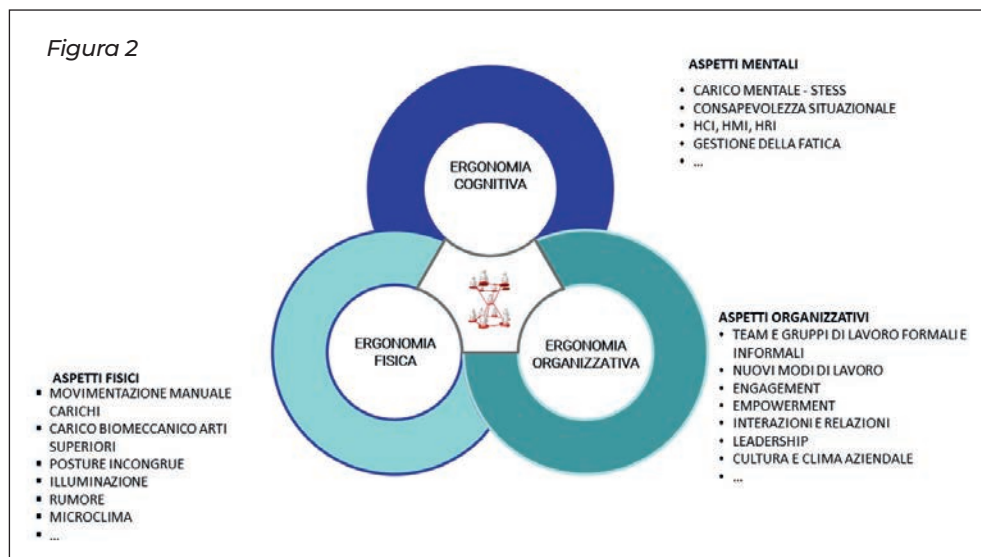 Figura 2
ASPETTI MENTALI
• CARICO MENTALE - STESS
• CONSAPEVOLEZZA SITUAZIONALE
• HCI, HMI, HRI
• GESTIONE DELLA FATICA
• ...
ERGONOMIA
COGNITIVA
ERGONOMIA
FISICA
ERGONOMIA
ORGANIZZATIVA
ASPETTI ORGANIZZATIVI
• TEAM E GRUPPI DI LAVORO FORMALI E
INFORMALI
• NUOVI MODI DI LAVORO
• ENGAGEMENT
• EMPOWERMENT
• INTERAZIONI E RELAZIONI
• LEADERSHIP
• CULTURA E CLIMA AZIENDALE
• ...
ASPETTI FISICI
▪ MOVIMENTAZIONE MANUALE
CARICHI
▪ CARICO BIOMECCANICO ARTI
SUPERIORI
▪ POSTURE INCONGRUE
▪ ILLUMINAZIONE
▪ RUMORE
▪ MICROCLIMA
▪ ...